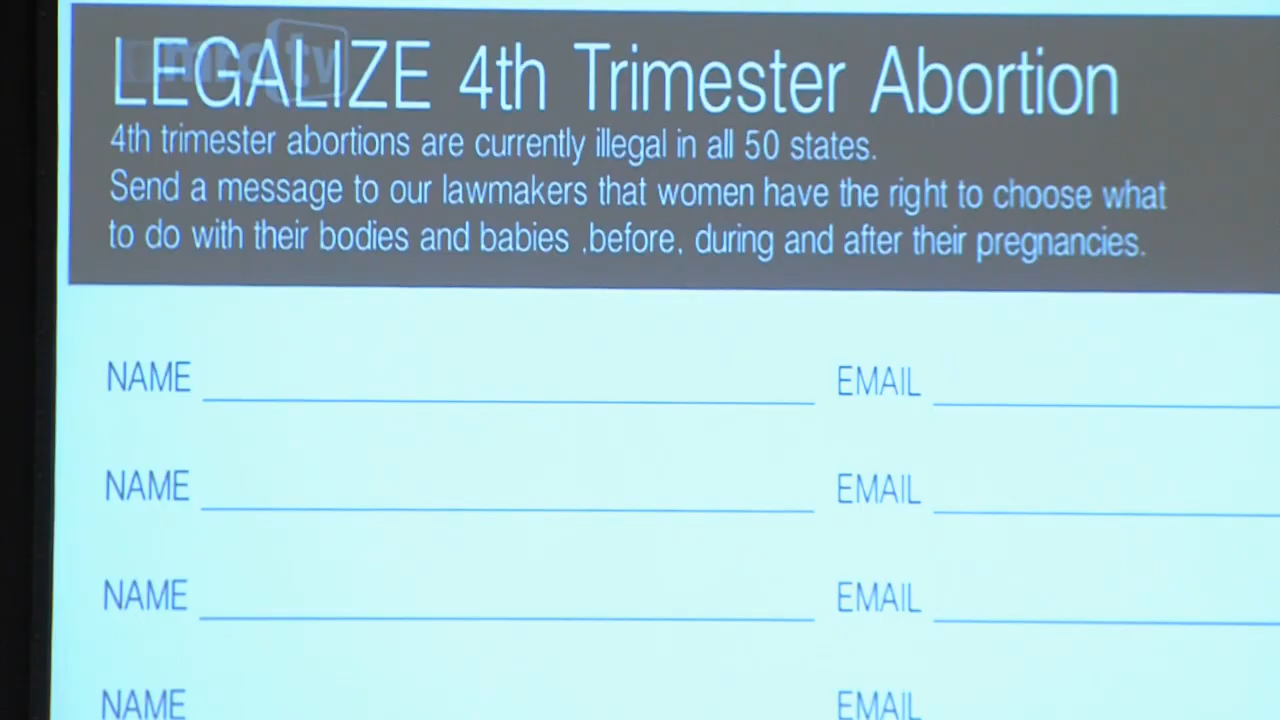 LEGALIZE 4th Trimester Abortion
mrctv
4th trimester abortions are currently illegal in all 50 states.
Send a message to our lawmakers that women have the right to choose what
to do with their bodies and babies ,before, during and after their pregnancies.
NAME EMAIL
NAME EMAIL
NAME EMAIL
NAME EMAIL